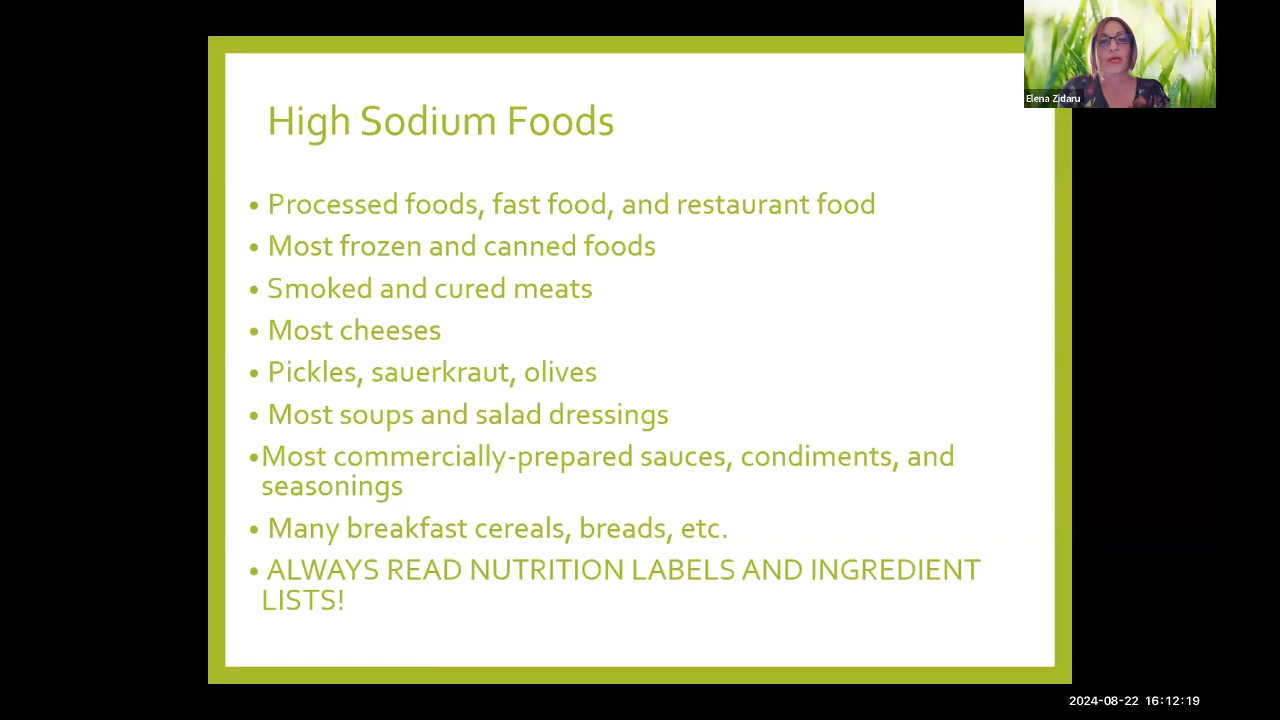 Elena Zidaru
High Sodium Foods
• Processed foods, fast food, and restaurant food
• Most frozen and canned foods
• Smoked and cured meats
• Most cheeses
• Pickles, sauerkraut, olives
• Most soups and salad dressings
•Most commercially-prepared sauces, condiments, and
seasonings
• Many breakfast cereals, breads, etc.
• ALWAYS READ NUTRITION LABELS AND INGREDIENT
LISTS!
2024-08-22 16:12:19